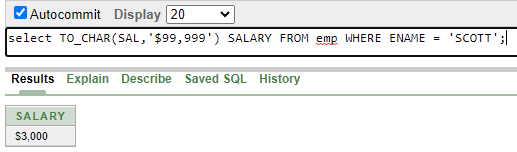 Autocommit Display 20
select TO_CHAR(SAL,'$99,999') SALARY FROM emp WHERE ENAME = 'SCOTT';
Results Explain Describe Saved SQL History
SALARY
$3,000